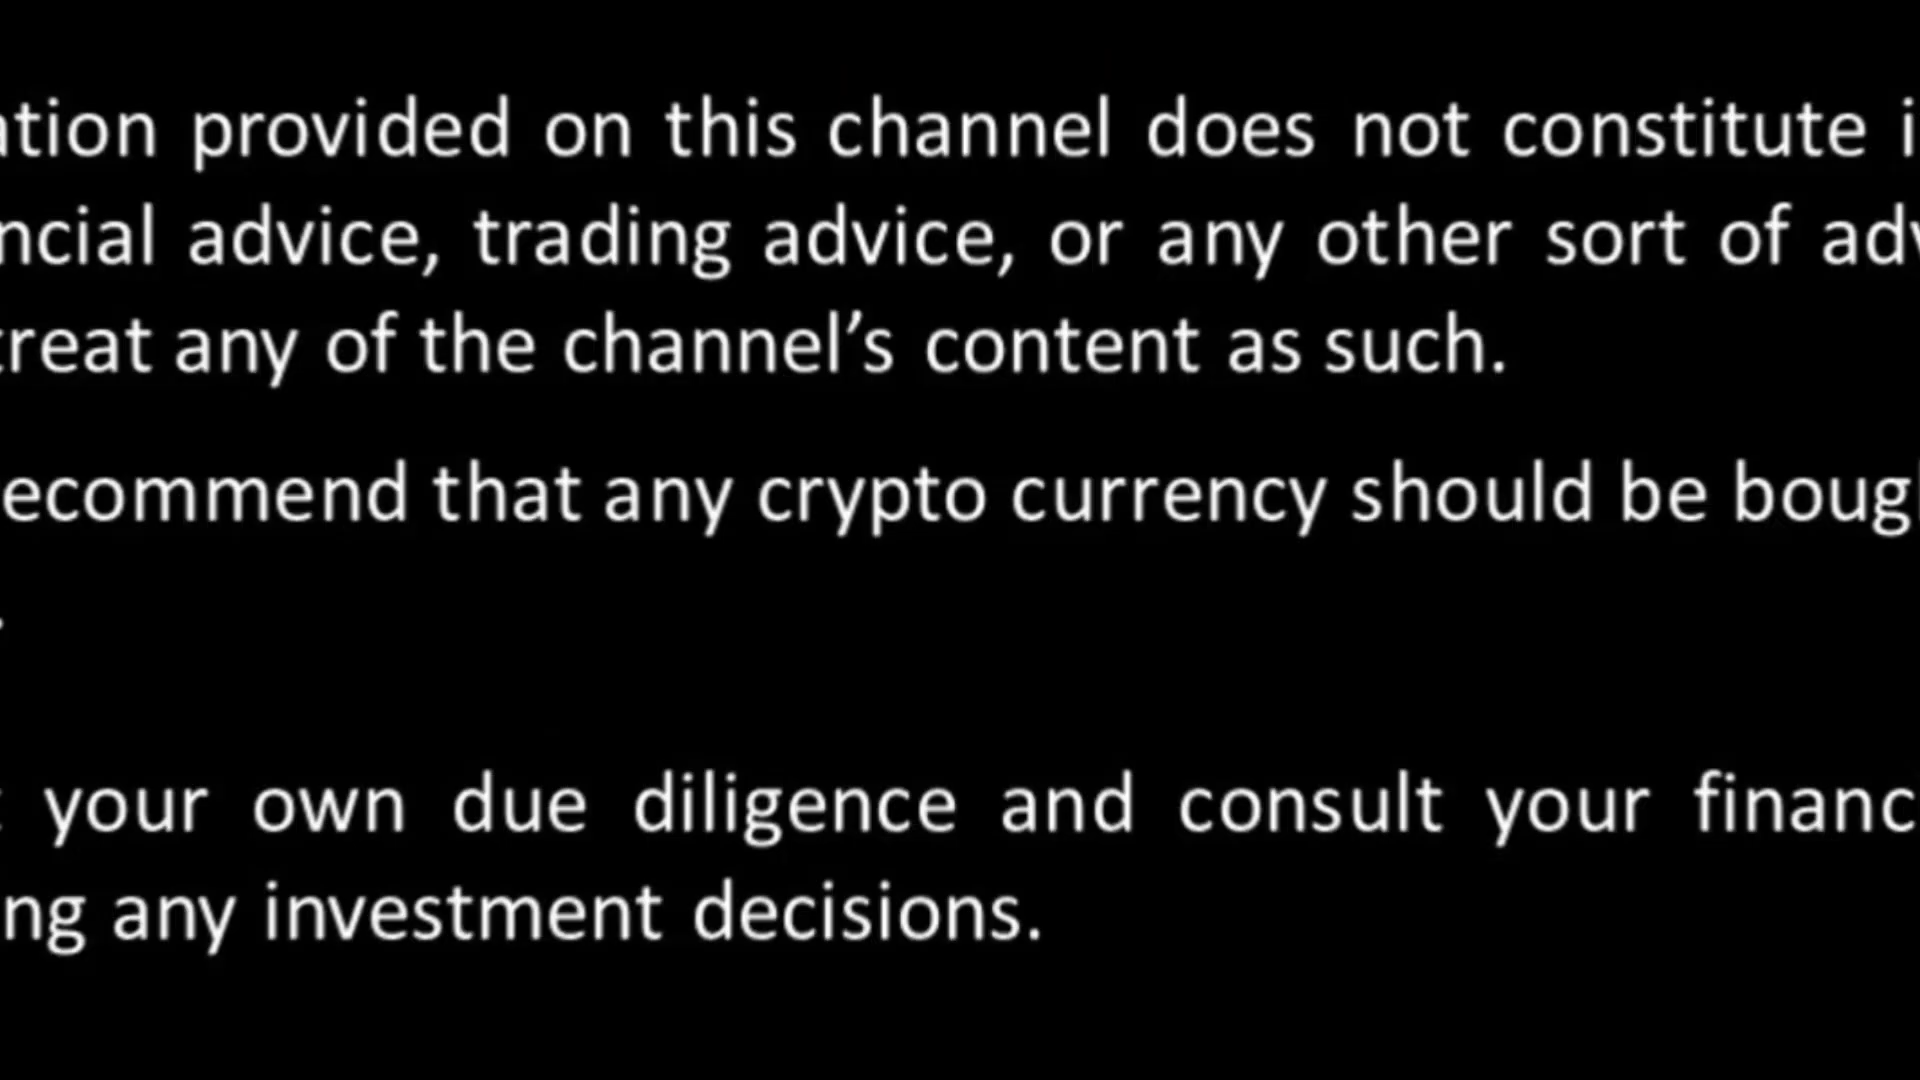 ation provided on this channel does not constitute i
ncial advice, trading advice, or any other sort of adv
treat any of the channel’s content as such.
ecommend that any crypto currency should be boug
.
your own due diligence and consult your financ
ng any investment decisions.